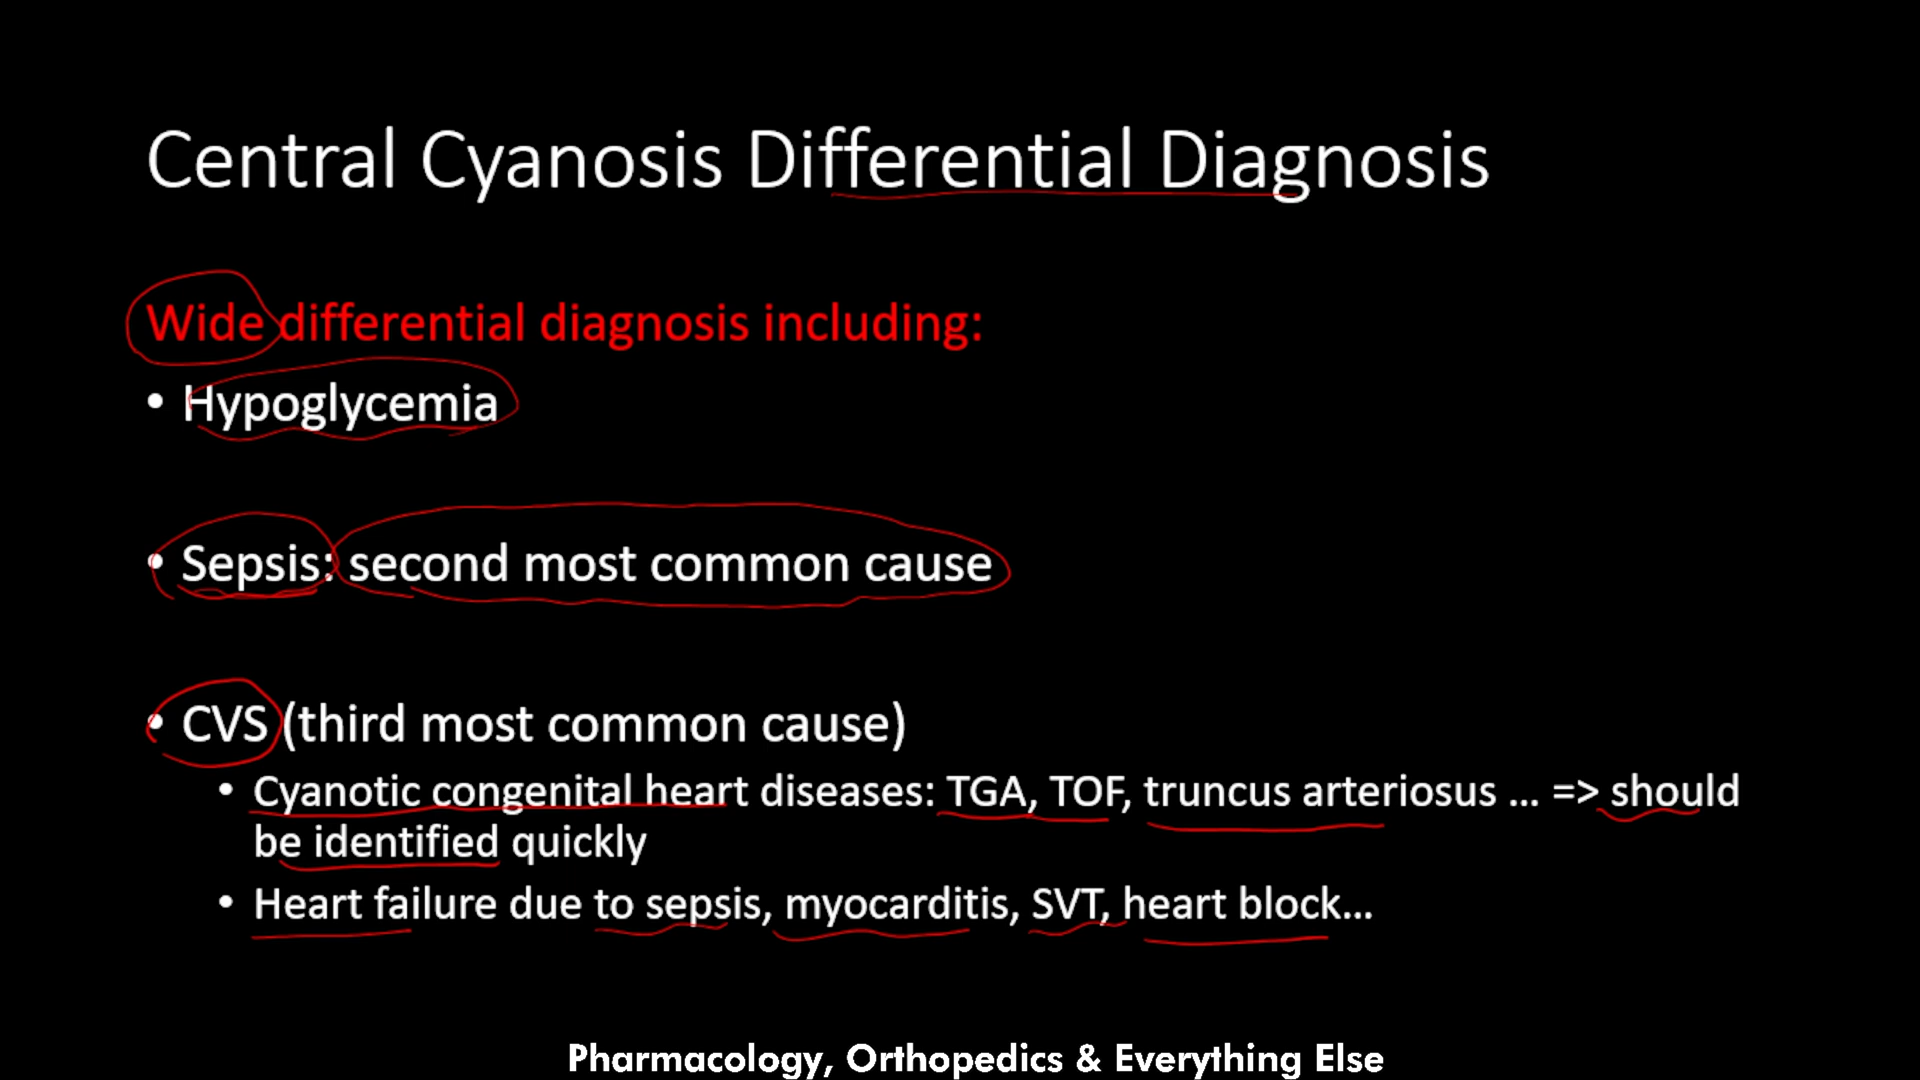 Central Cyanosis Differential Diagnosis
Wide differential diagnosis including:
• Hypoglycemia
• Sepsis: second most common cause
• CVS (third most common cause)
• Cyanotic congenital heart diseases: TGA, TOF, truncus arteriosus ... => should
be identified quickly
• Heart failure due to sepsis, myocarditis, SVT, heart block...
Pharmacology, Orthopedics & Everything Else